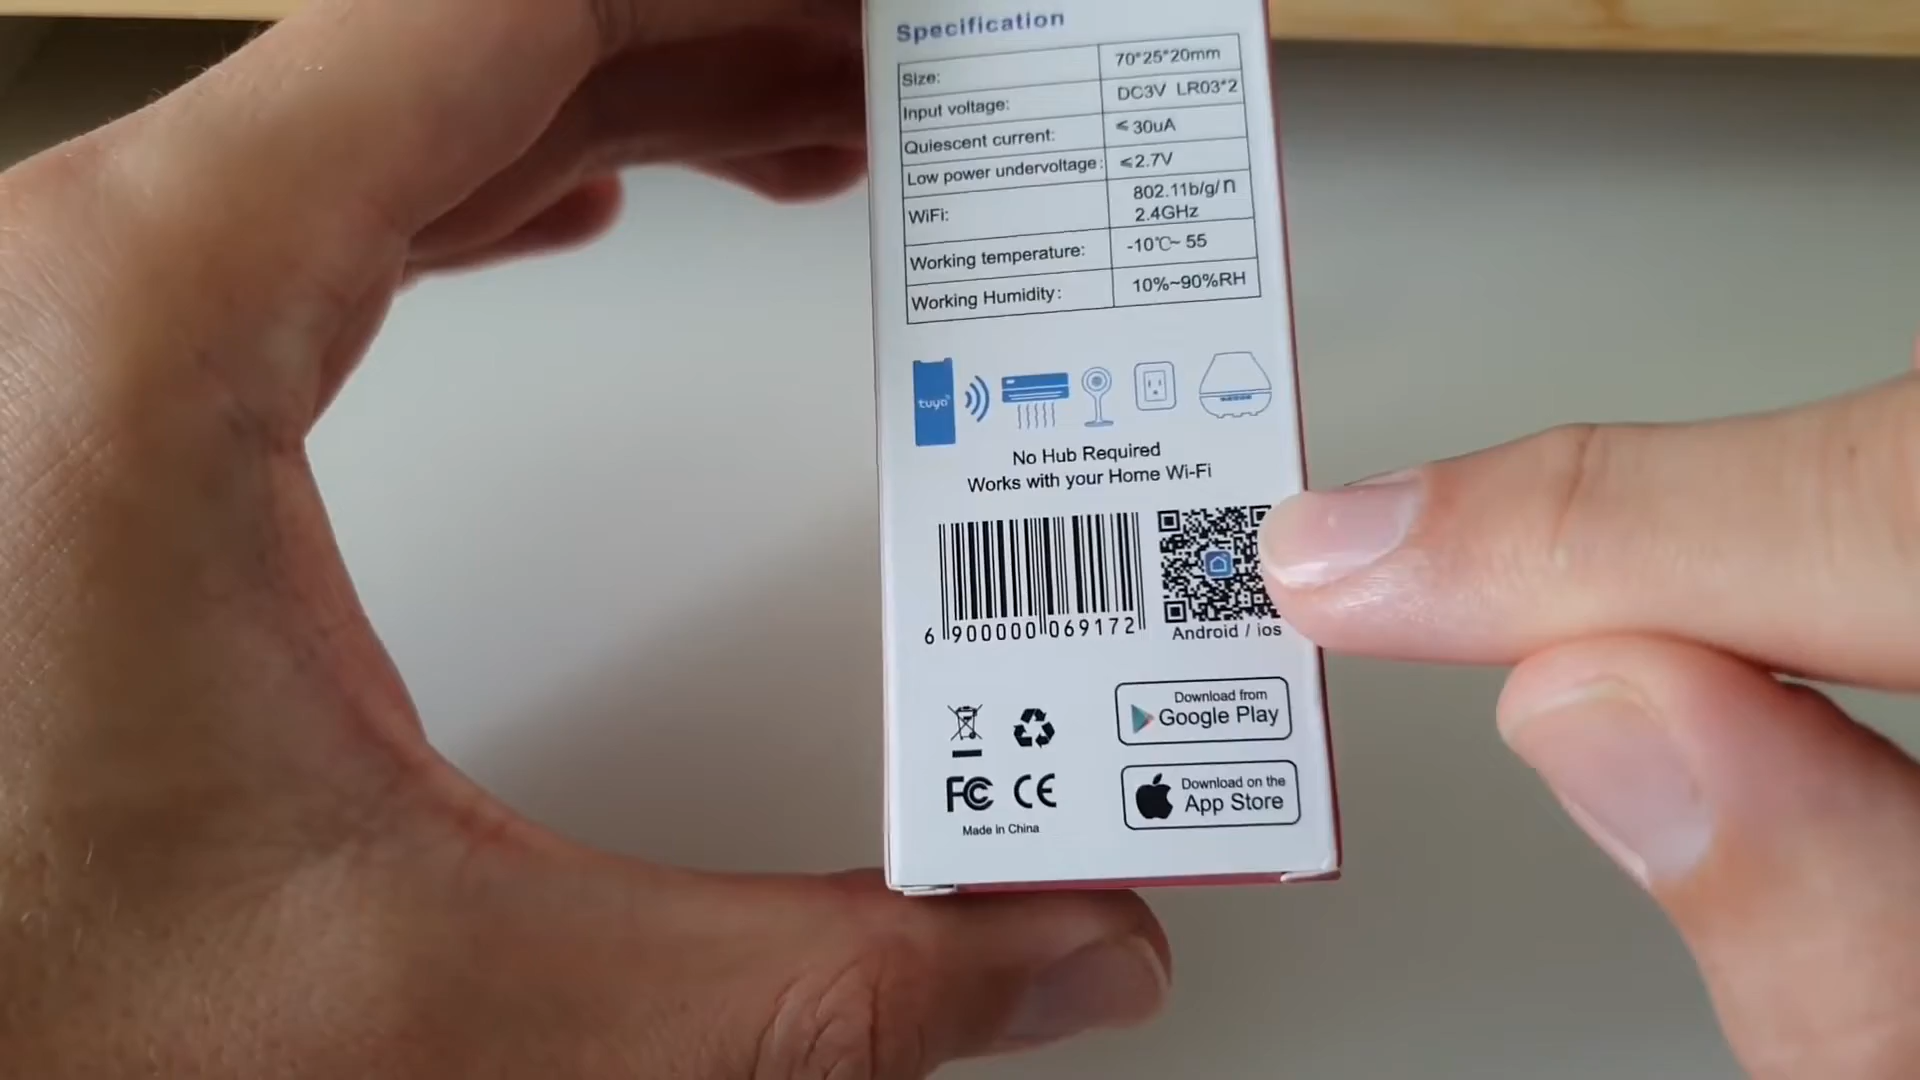 Specification
Size: 70*25*20mm
Input voltage: DC3V LR03*2
Quiescent current: ≤30uA
Low power undervoltage: ≤2.7V
WiFi: 802.11b/g/n
2.4GHz
Working temperature: -10℃~ 55
Working Humidity: 10%~90%RH
tuya
No Hub Required
Works with your Home Wi-Fi
6 900000 069172
Android / ios
Download from
Google Play
FC CE
Download on the
App Store
Made in China